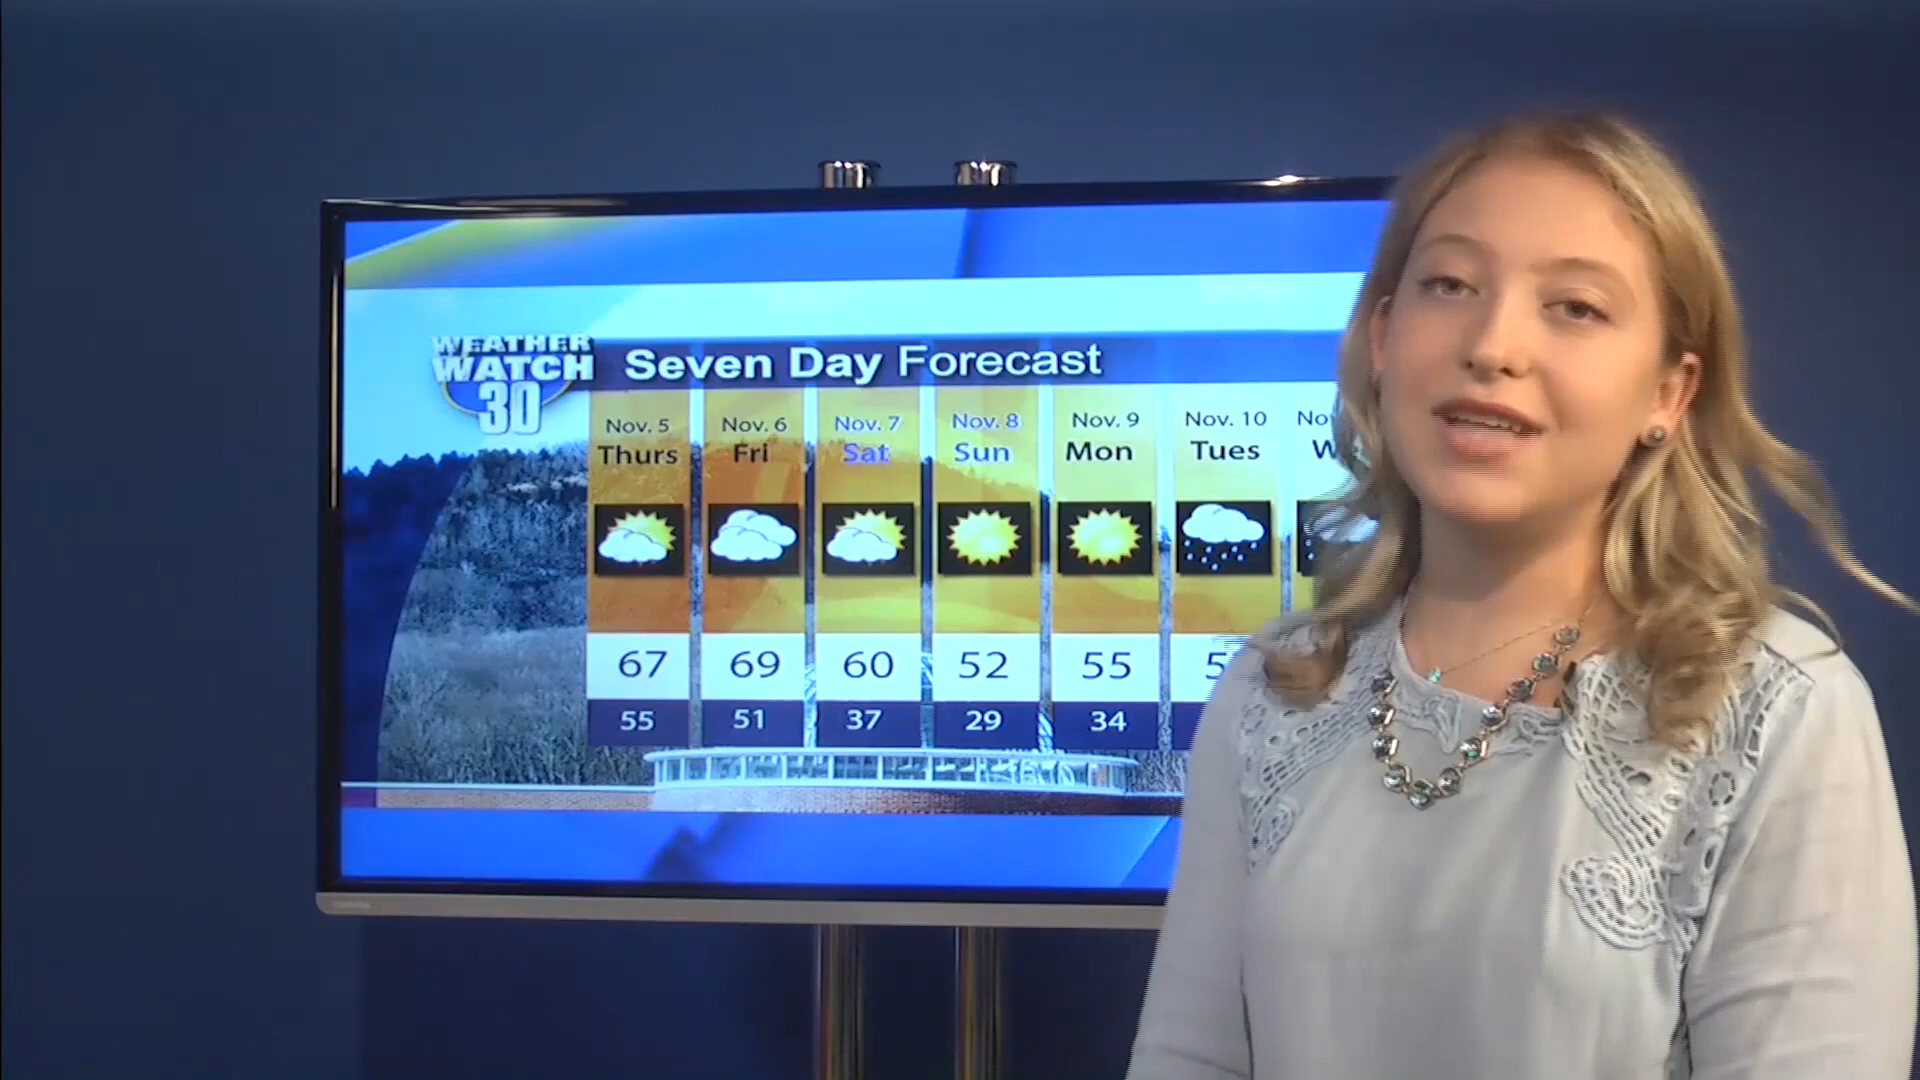 WEATHER
WATCH
30
Seven Day Forecast
Nov. 5 Nov. 6 Nov. 7 Nov. 8 Nov. 9 Nov. 10
Thurs Fri Sat Sun Mon Tues
67 69 60 52 55
55 51 37 29 34